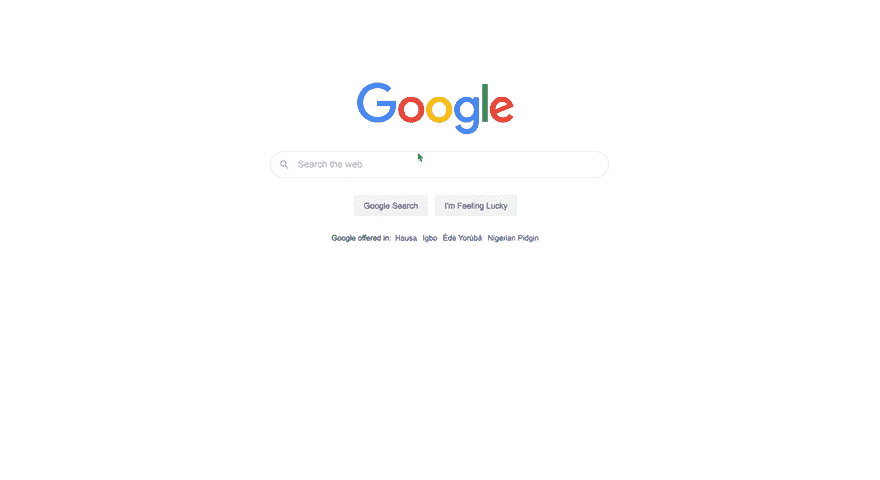 Google
Search the web
Google Search I'm Feeling Lucky
Google offered in: Hausa Igbo Èdè Yorùbá Nigerian Pidgin